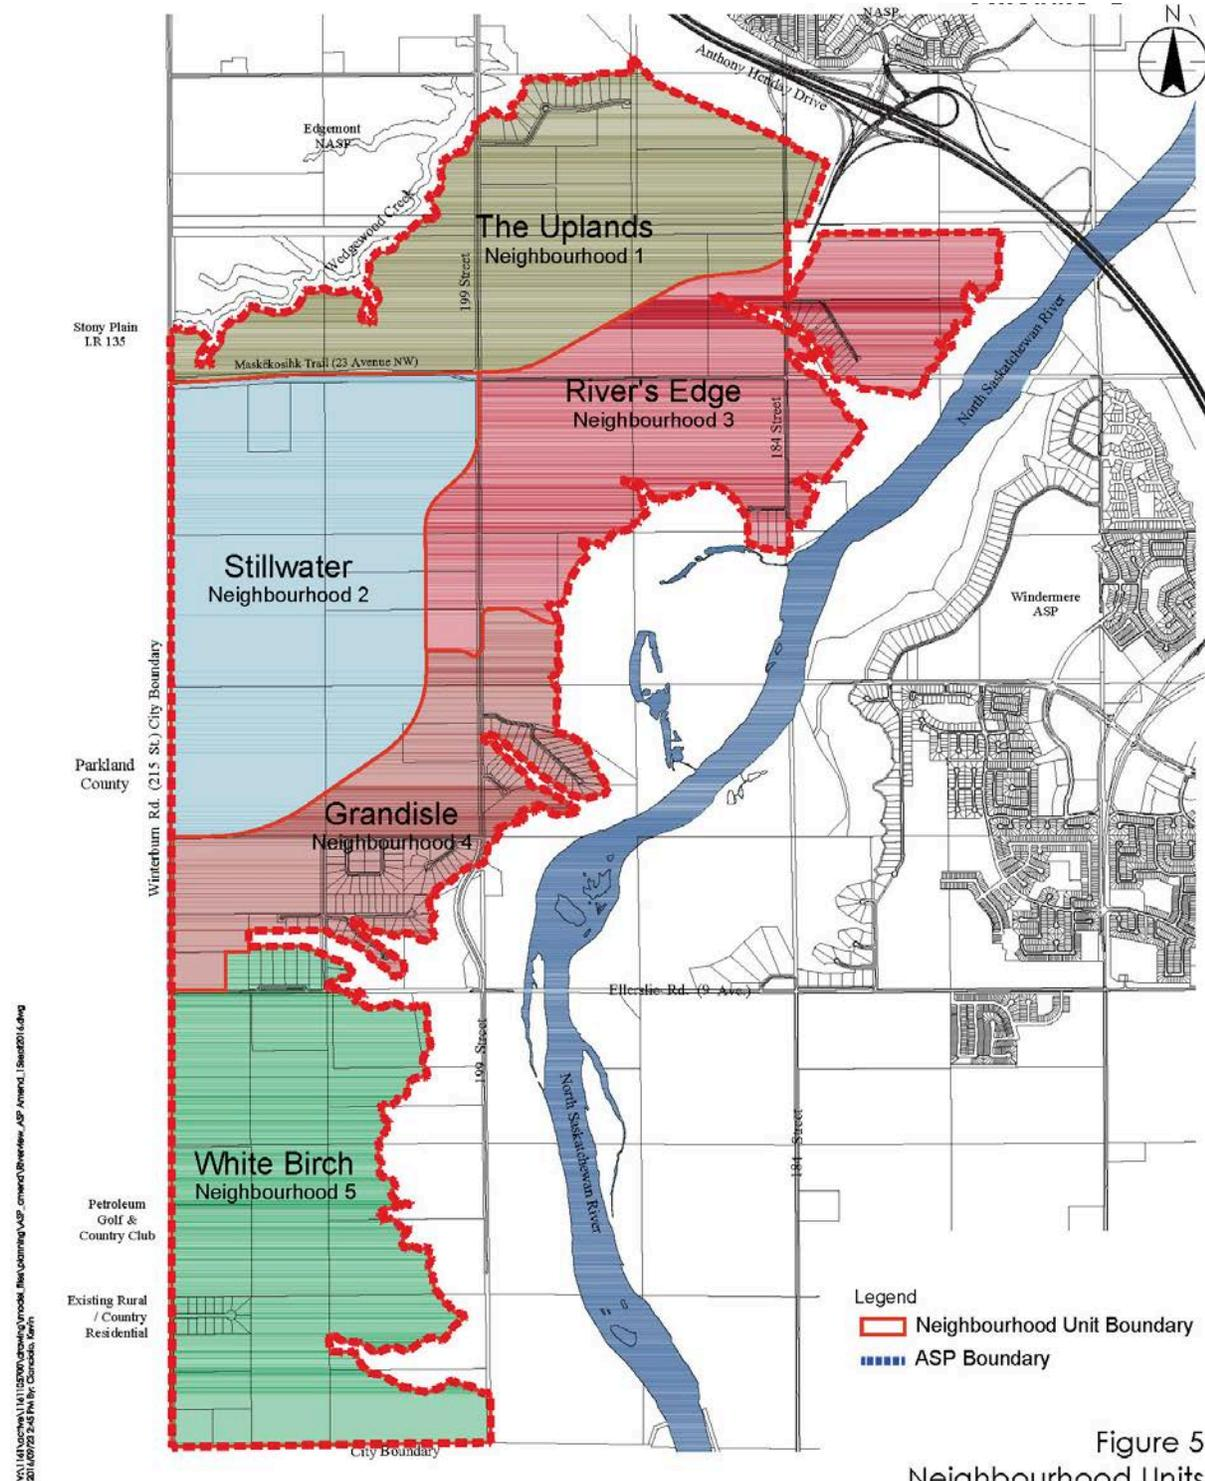 NASP
N
Anthony Henday Drive
Edgemont
NASP
Wedgewood Creek
The Uplands
Neighbourhood 1
199 Street
Stony Plain
I.R 135
Maskêkosihk Trail (23 Avenue NW)
North Saskatchewan River
River's Edge
Neighbourhood 3
184 Street
Stillwater
Neighbourhood 2
Windermere
ASP
Winterburn Rd. (215 St.) City Boundary
Parkland
County
Grandisle
Neighbourhood 4
Ellerslie Rd. (9 Ave.)
199 Street
North Saskatchewan River
184 Street
White Birch
Neighbourhood 5
Petroleum
Golf &
Country Club
Existing Rural
/ Country
Residential
Legend
Neighbourhood Unit Boundary
ASP Boundary
City Boundary
Figure 5
Neighbourhood Units